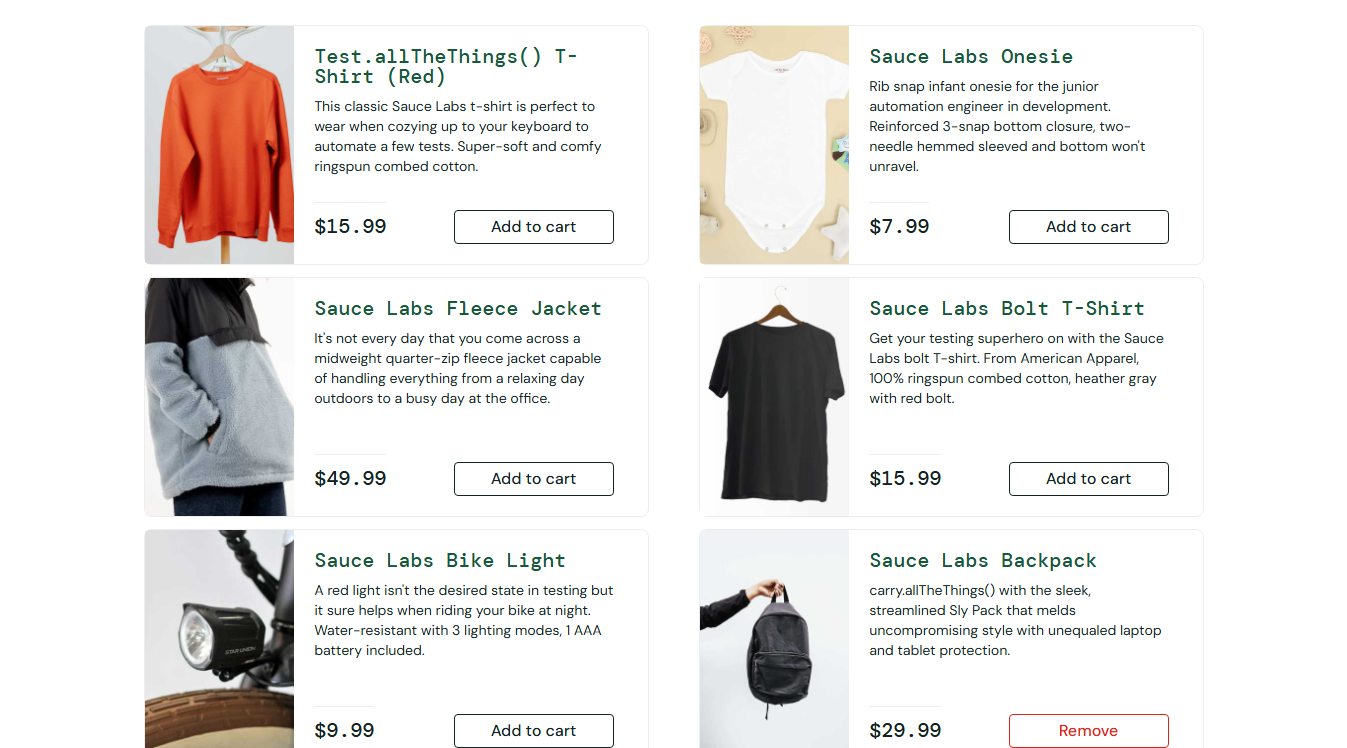 Test.allTheThings() T-
Shirt (Red)
This classic Sauce Labs t-shirt is perfect to
wear when cozying up to your keyboard to
automate a few tests. Super-soft and comfy
ringspun combed cotton.
$15.99
Add to cart
Sauce Labs Onesie
Rib snap infant onesie for the junior
automation engineer in development.
Reinforced 3-snap bottom closure, two-
needle hemmed sleeved and bottom won't
unravel.
$7.99
Add to cart
Sauce Labs Fleece Jacket
It's not every day that you come across a
midweight quarter-zip fleece jacket capable
of handling everything from a relaxing day
outdoors to a busy day at the office.
$49.99
Add to cart
Sauce Labs Bolt T-Shirt
Get your testing superhero on with the Sauce
Labs bolt T-shirt. From American Apparel,
100% ringspun combed cotton, heather gray
with red bolt.
$15.99
Add to cart
STAR UNION
Sauce Labs Bike Light
A red light isn't the desired state in testing but
it sure helps when riding your bike at night.
Water-resistant with 3 lighting modes, 1 AAA
battery included.
$9.99
Add to cart
Sauce Labs Backpack
carry.allTheThings() with the sleek,
streamlined Sly Pack that melds
uncompromising style with unequaled laptop
and tablet protection.
$29.99
Remove